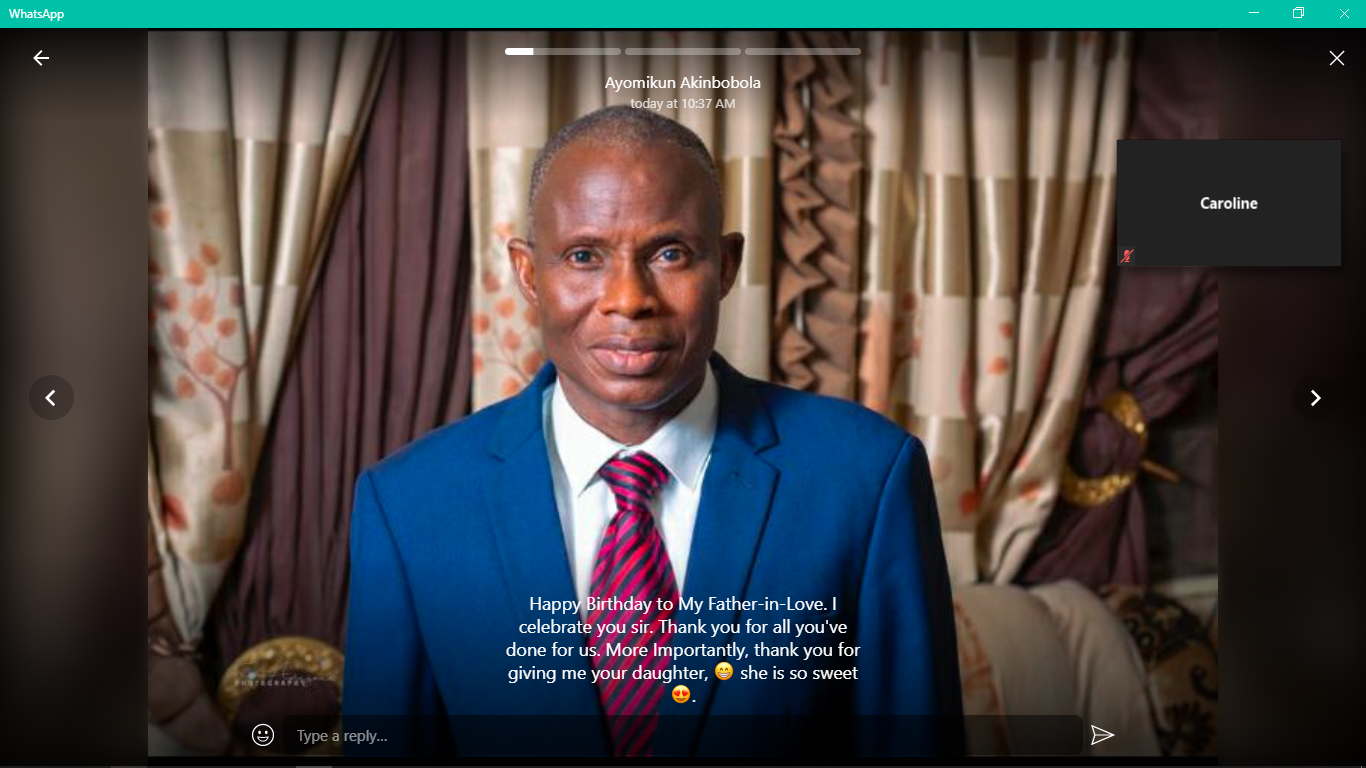 WhatsApp
Ayomikun Akinbobola
today at 10:37 AM
Caroline
Happy Birthday to My Father-in-Love. I
celebrate you sir. Thank you for all you've
done for us. More Importantly, thank you for
giving me your daughter, 😁 she is so sweet
😍.
PHOTOGRAPHY
Type a reply...